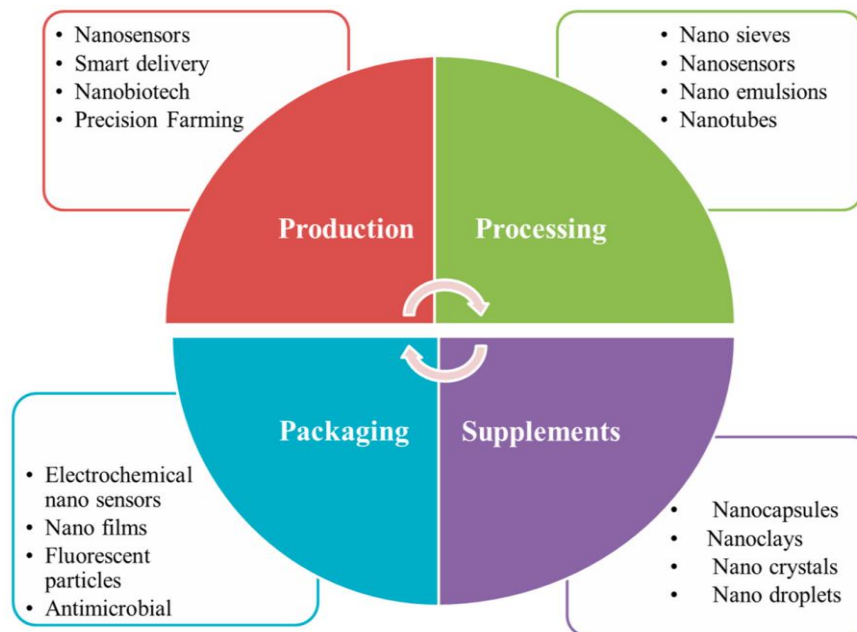 • Nanosensors
• Smart delivery
• Nanobiotech
• Precision Farming
• Nano sieves
• Nanosensors
• Nano emulsions
• Nanotubes
Production
Processing
Packaging
Supplements
• Electrochemical
nano sensors
• Nano films
• Fluorescent
particles
• Antimicrobial
• Nanocapsules
• Nanoclays
• Nano crystals
• Nano droplets